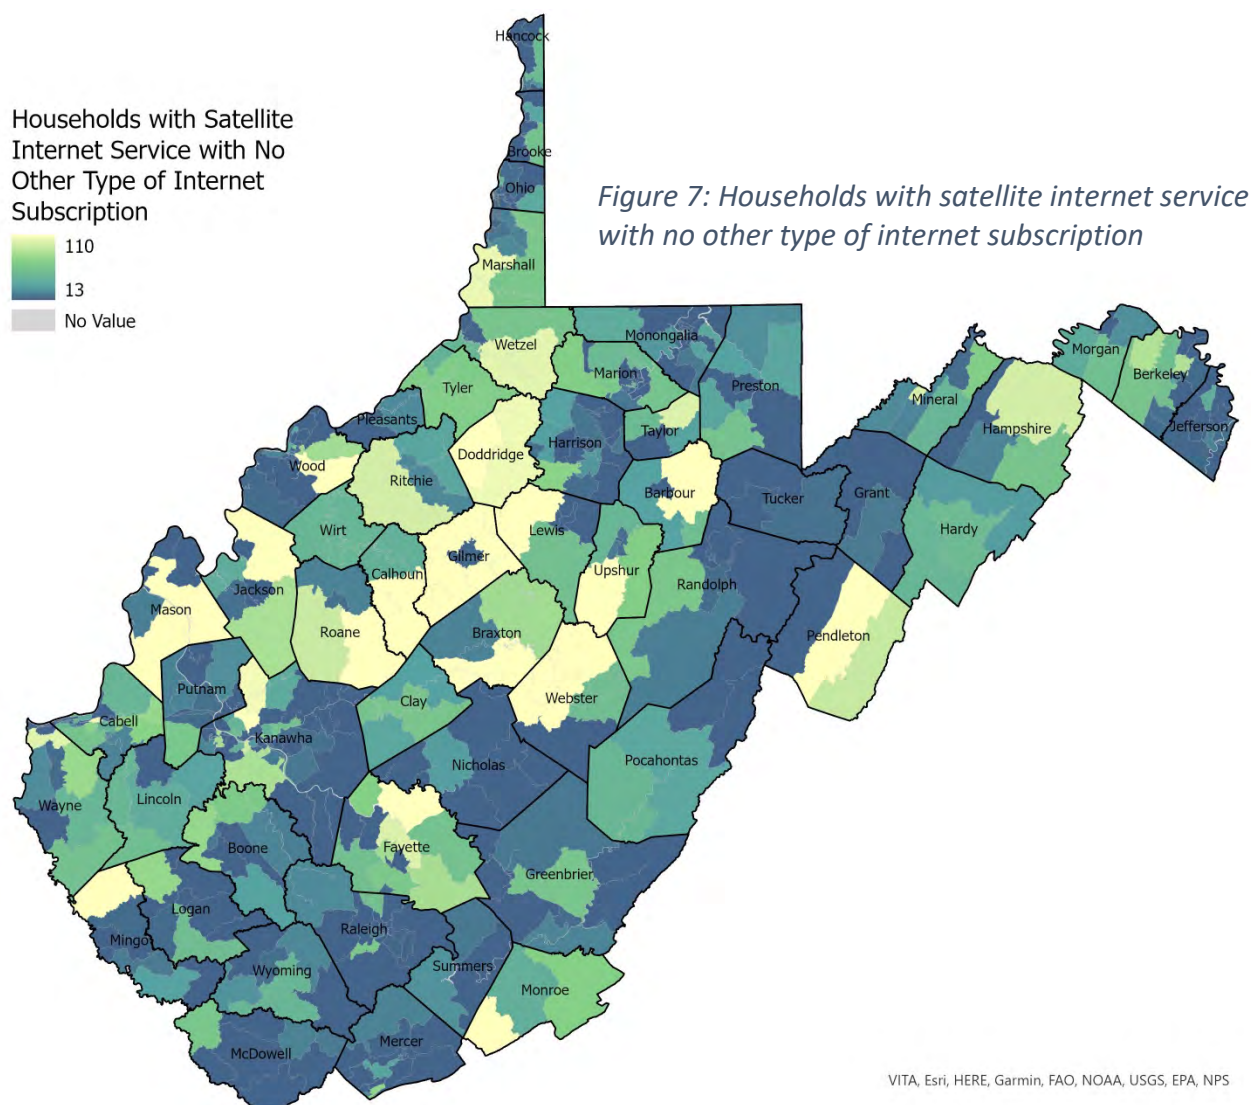 Households with Satellite
Internet Service with No
Other Type of Internet
Subscription
110
13
No Value
Figure 7: Households with satellite internet service
with no other type of internet subscription
Hancock
Brooke
Ohio
Marshall
Wetzel
Monongalia
Marion
Tyler
Preston
Morgan
Berkeley
Jefferson
Mineral
Hampshire
Pleasants
Harrison
Taylor
Doddridge
Wood
Ritchie
Barbour
Tucker
Grant
Hardy
Wirt
Lewis
Gilmer
Calhoun
Upshur
Jackson
Randolph
Mason
Roane
Braxton
Pendleton
Putnam
Webster
Clay
Cabell
Kanawha
Nicholas
Pocahontas
Wayne
Lincoln
Boone
Fayette
Greenbrier
Logan
Raleigh
Mingo
Wyoming
Summers
Monroe
McDowell
Mercer
VITA, Esri, HERE, Garmin, FAO, NOAA, USGS, EPA, NPS